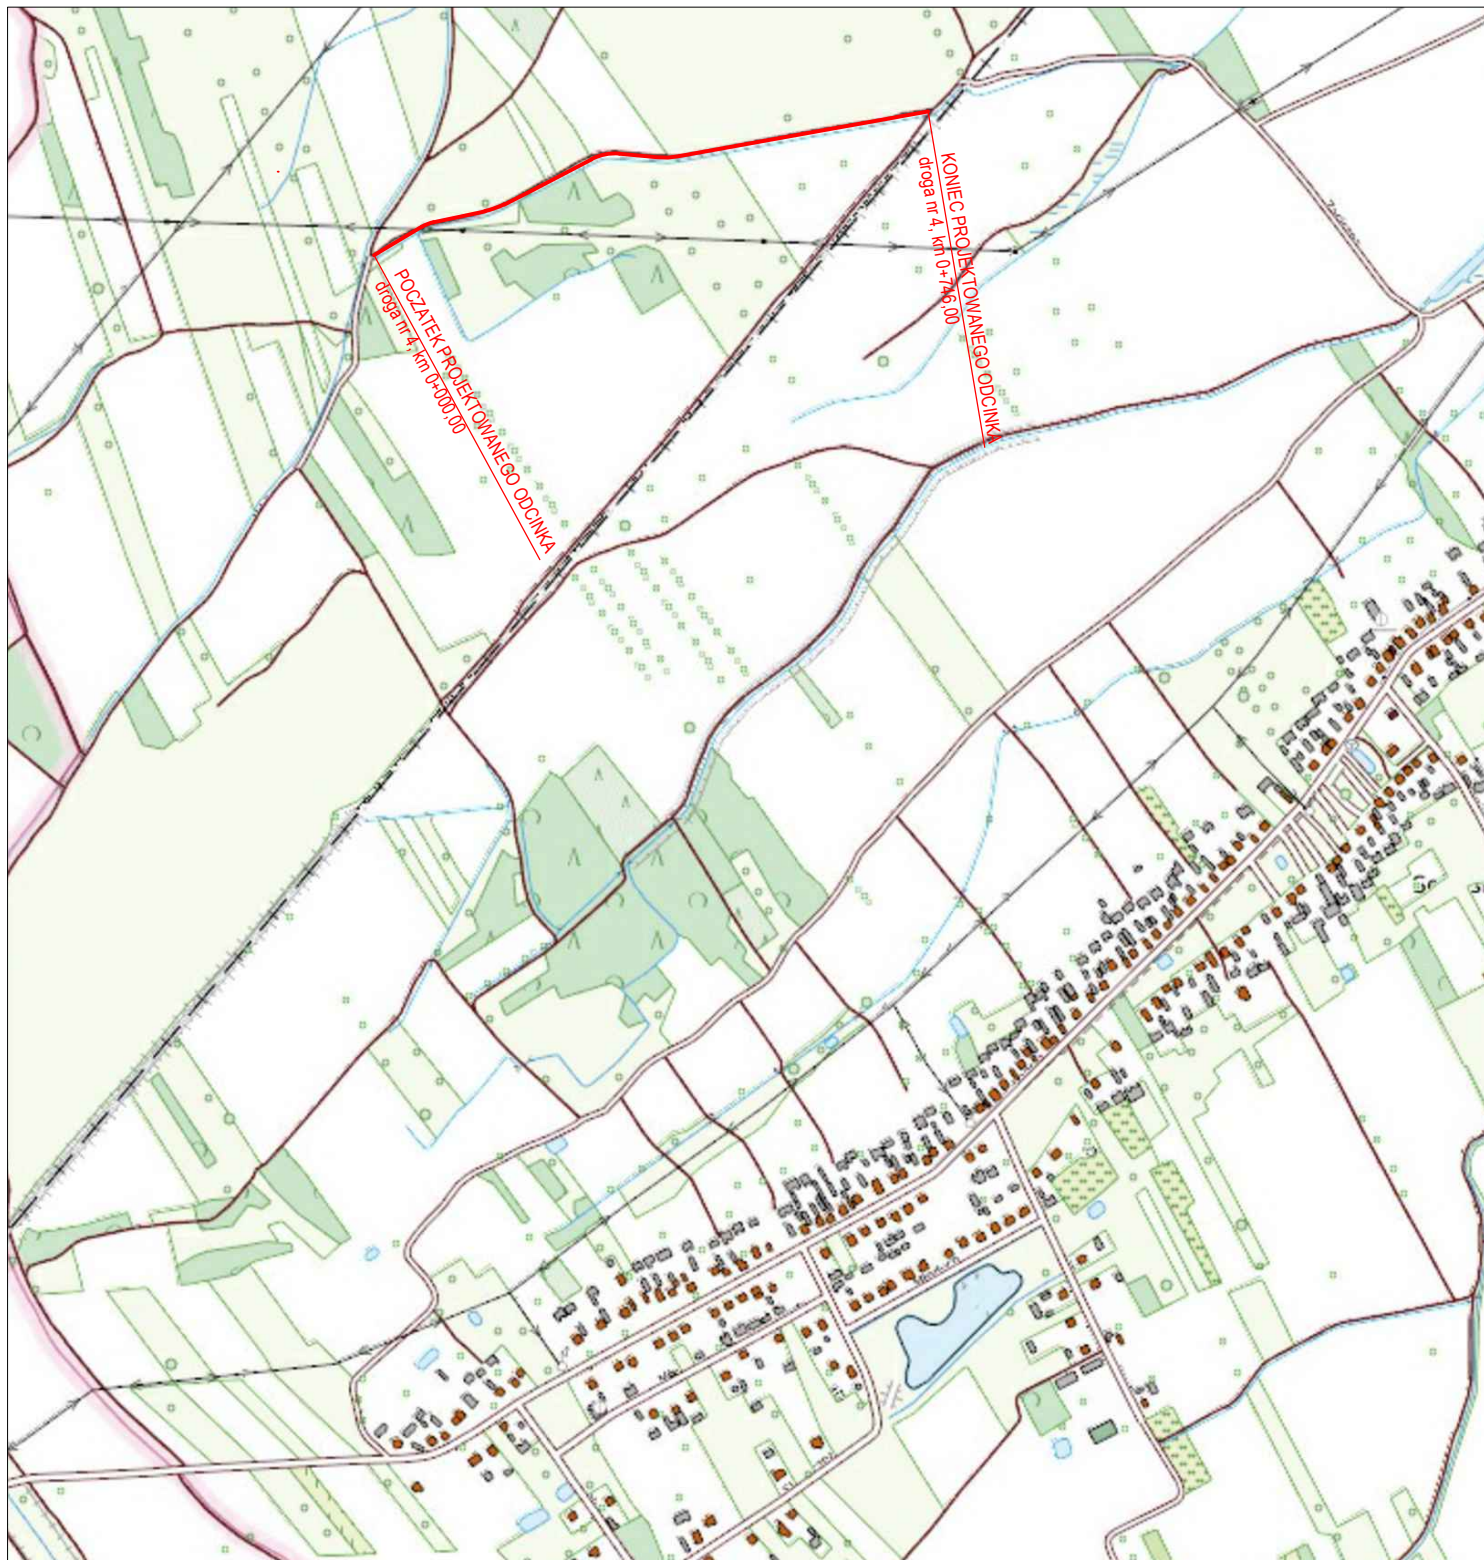 POCZATEK PROJEKTOWANEGO ODCINKA
droga nr 4, km 0+000,00
KONIEC PROJEKTOWANEGO ODCINKA
droga nr 4, km 0+746,00